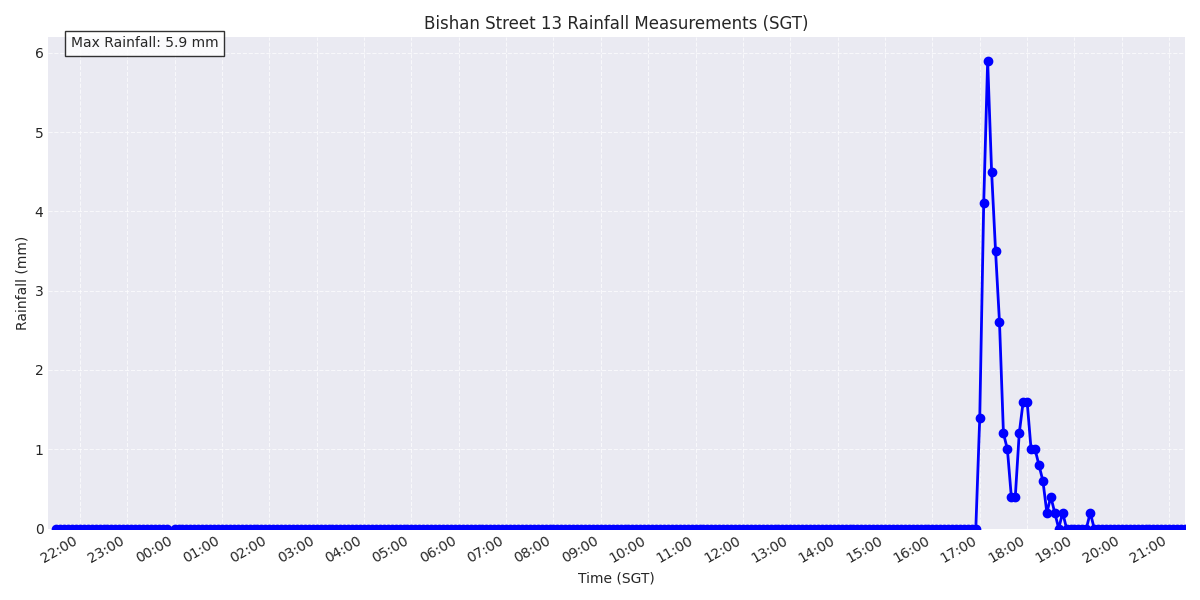 Bishan Street 13 Rainfall Measurements (SGT)
Max Rainfall: 5.9 mm
6
5
4
3
2
1
0
Rainfall (mm)
22:00 23:00 00:00 01:00 02:00 03:00 04:00 05:00 06:00 07:00 08:00 09:00 10:00 11:00 12:00 13:00 14:00 15:00 16:00 17:00 18:00 19:00 20:00 21:00
Time (SGT)